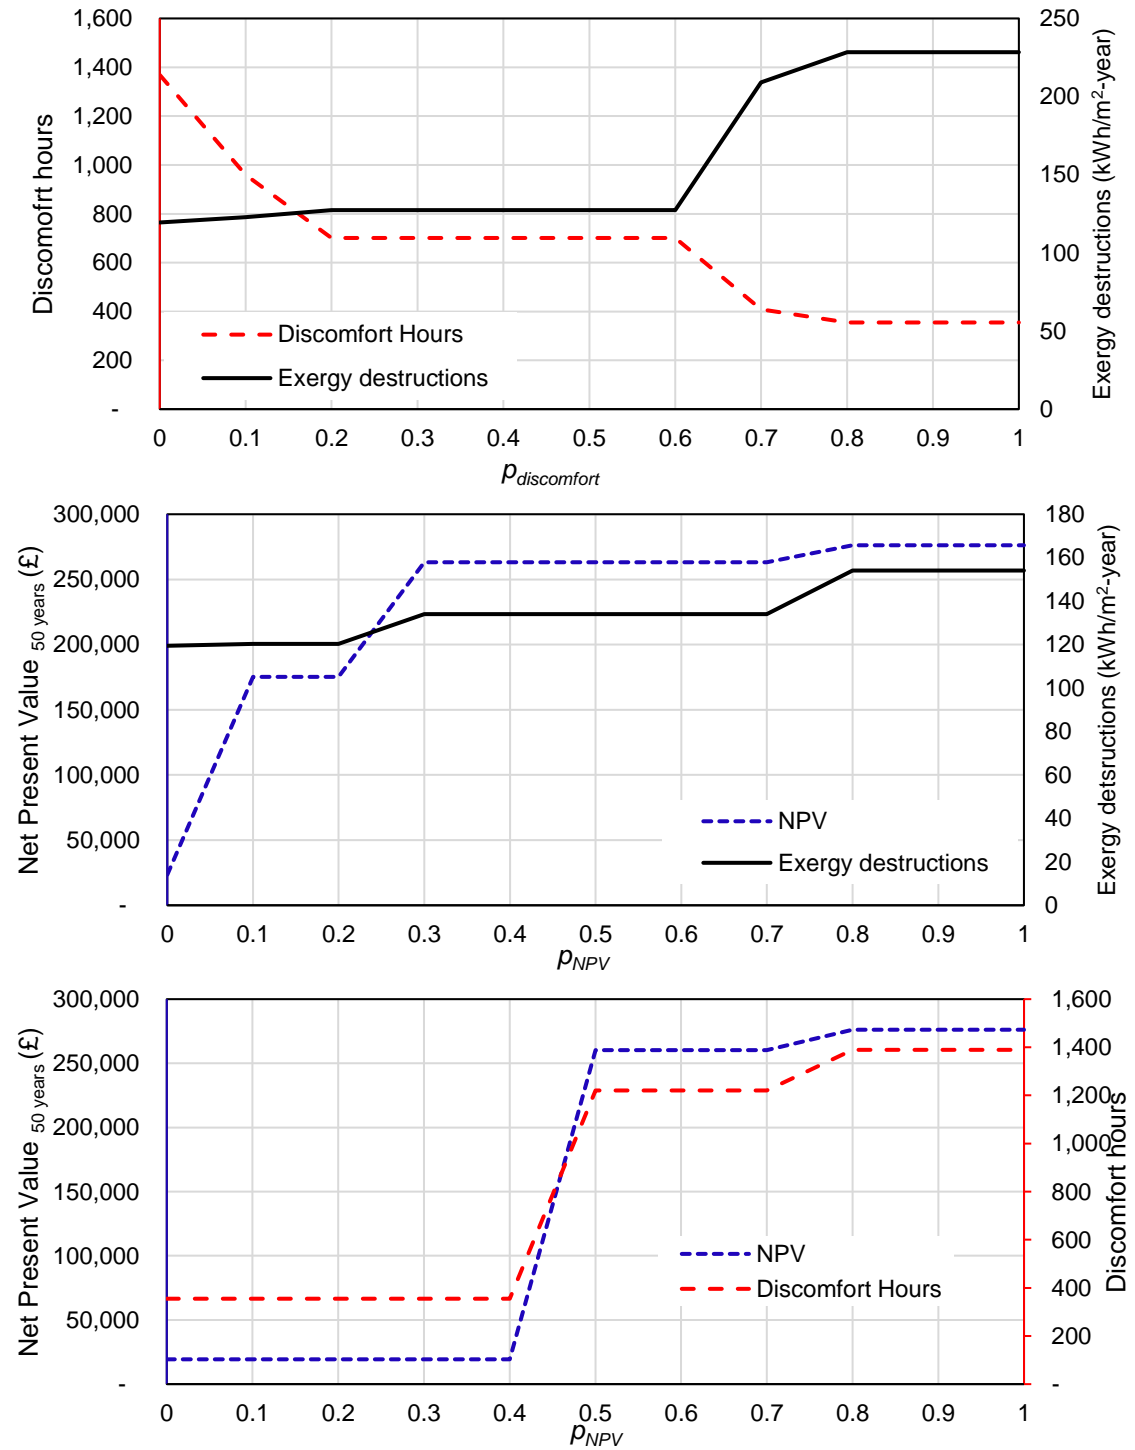 1,600
1,400
1,200
1,000
800
600
400
200
-
Discomofrt hours
250
200
150
100
50
0
Exergy destructions (kWh/m²-year)
Discomfort Hours
Exergy destructions
0 0.1 0.2 0.3 0.4 0.5 0.6 0.7 0.8 0.9 1
p discomfort
300,000
250,000
200,000
150,000
100,000
50,000
-
Net Present Value 50 years (£)
180
160
140
120
100
80
60
40
20
0
Exergy detsructions (kWh/m²-year)
NPV
Exergy destructions
0 0.1 0.2 0.3 0.4 0.5 0.6 0.7 0.8 0.9 1
p NPV
300,000
250,000
200,000
150,000
100,000
50,000
-
Net Present Value 50 years (£)
1,600
1,400
1,200
1,000
800
600
400
200
-
Discomfort hours
NPV
Discomfort Hours
0 0.1 0.2 0.3 0.4 0.5 0.6 0.7 0.8 0.9 1
p NPV